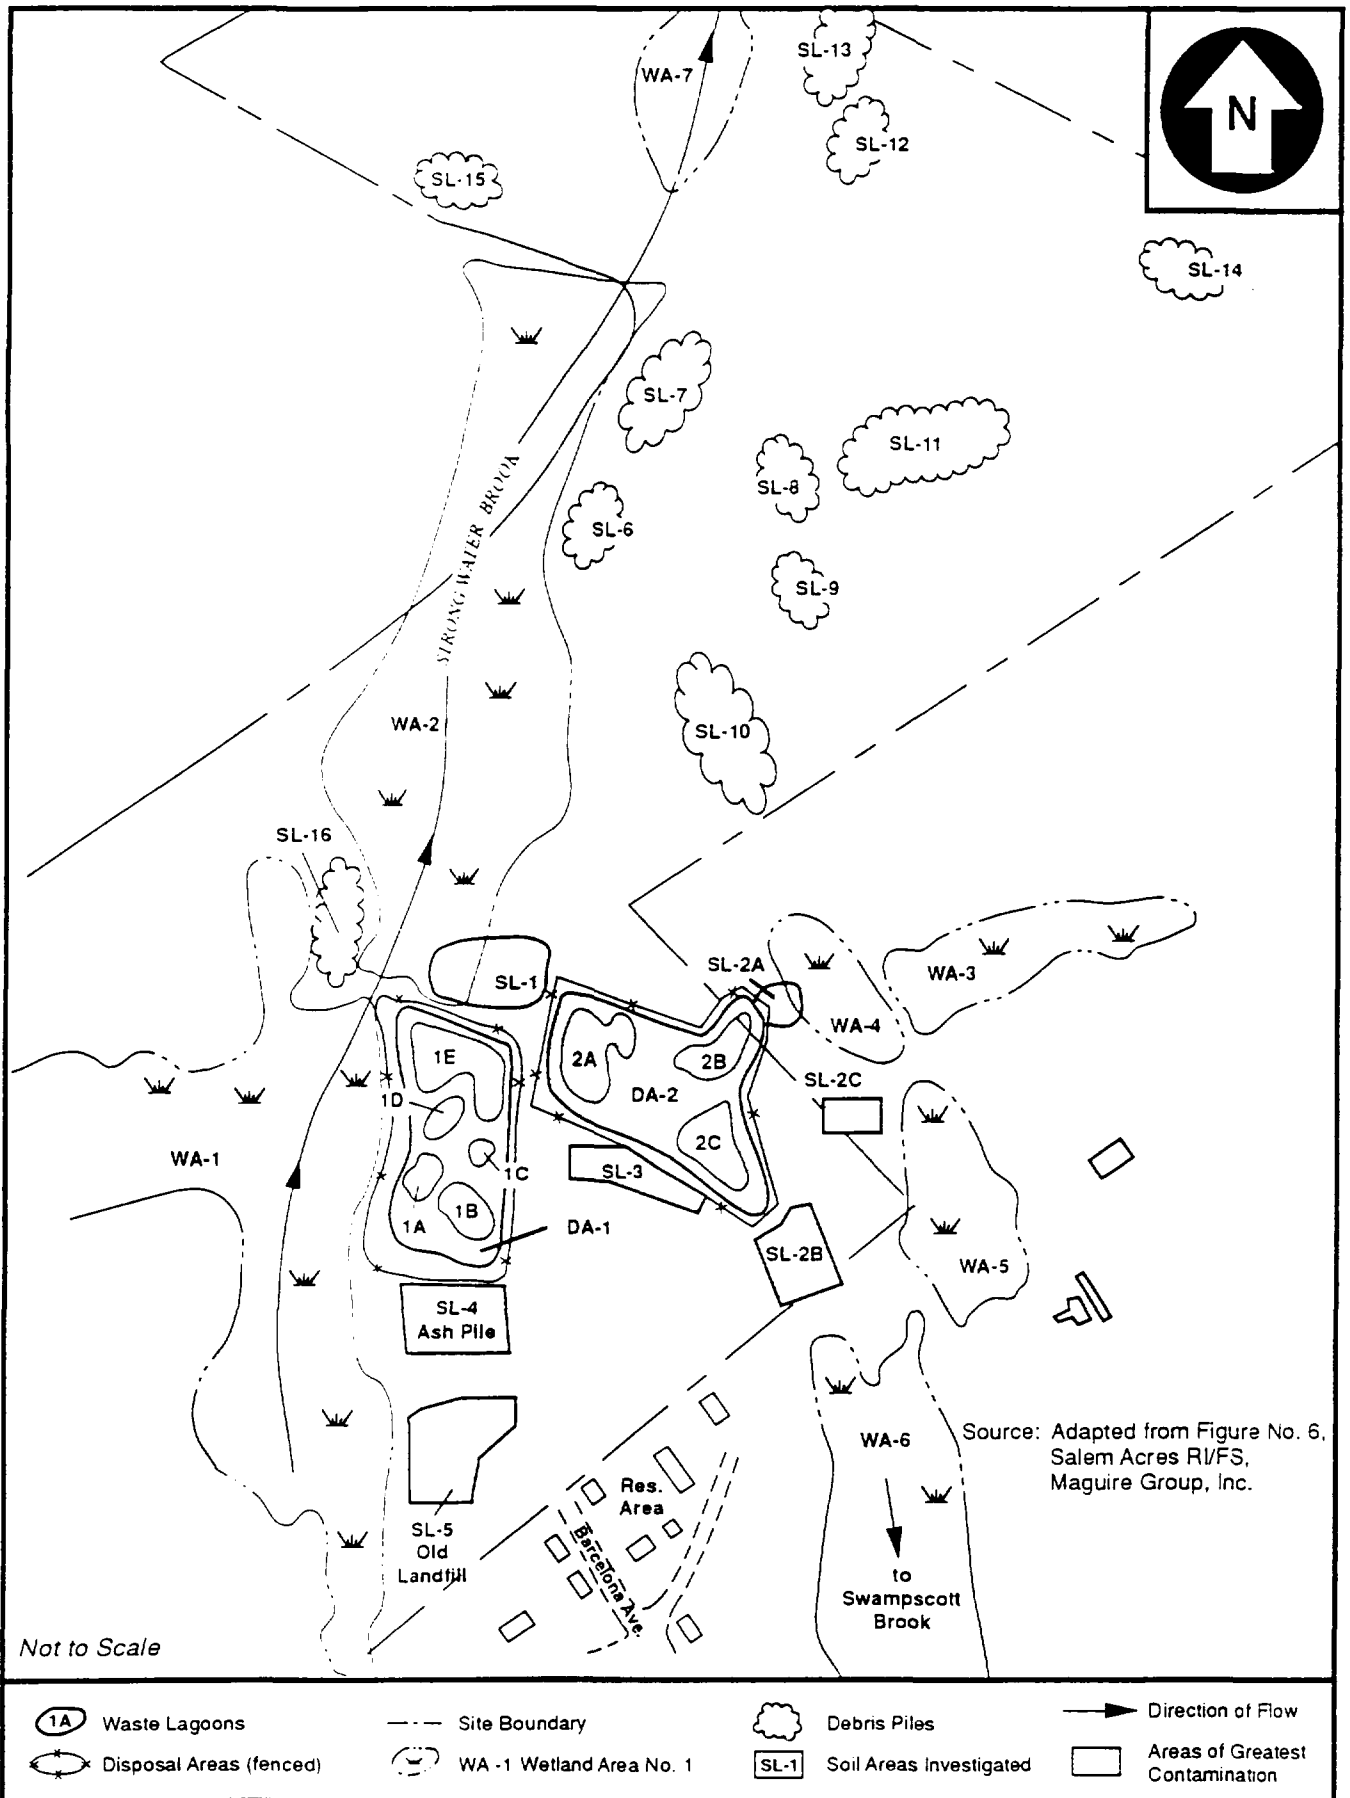 WA-7
SL-13
SL-12
N
SL-15
SL-14
SL-7
SL-11
SL-8
SL-6
SL-9
STRONGWATER BROOK
SL-10
WA-2
SL-16
SL-1
SL-2A
WA-3
WA-4
1E
2A
2B
DA-2
SL-2C
1D
2C
WA-1
SL-3
1C
1A
1B
DA-1
SL-2B
WA-5
SL-4
Ash Pile
WA-6
Source: Adapted from Figure No. 6,
Salem Acres RI/FS,
Maguire Group, Inc.
Res.
Area
SL-5
Old
Landfill
Barcelona Ave.
to
Swampscott
Brook
Not to Scale
1A Waste Lagoons
Site Boundary
Debris Piles
Direction of Flow
Disposal Areas (fenced)
WA -1 Wetland Area No. 1
SL-1 Soil Areas Investigated
Areas of Greatest
Contamination